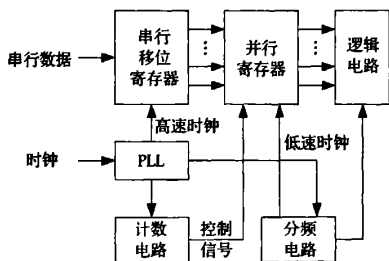 串行数据
串行
移位
寄存器
并行
寄存器
逻辑
电路
高速时钟
低速时钟
时钟
PLL
计数
电路
控制
信号
分频
电路